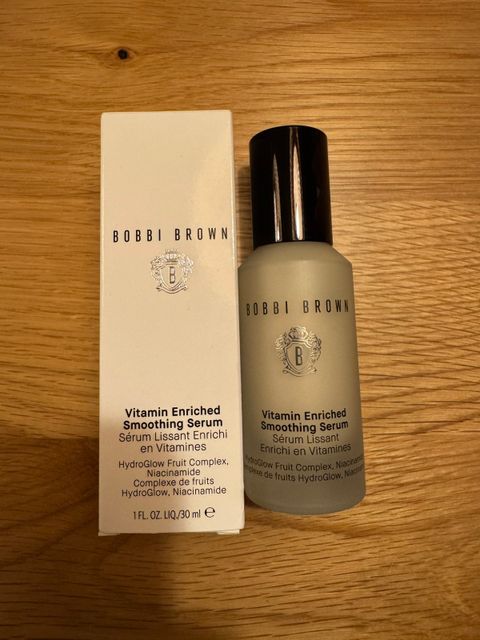 BOBBI BROWN
B
Vitamin Enriched
Smoothing Serum
Sérum Lissant Enrichi
en Vitamines
HydroGlow Fruit Complex,
Niacinamide
Complexe de fruits
HydroGlow, Niacinamide
1 FL. OZ. LIQ./30 ml ℮
BOBBI BROWN
B
Vitamin Enriched
Smoothing Serum
Sérum Lissant
Enrichi en Vitamines
HydroGlow Fruit Complex, Niacinamide
Complexe de fruits HydroGlow, Niacinamide